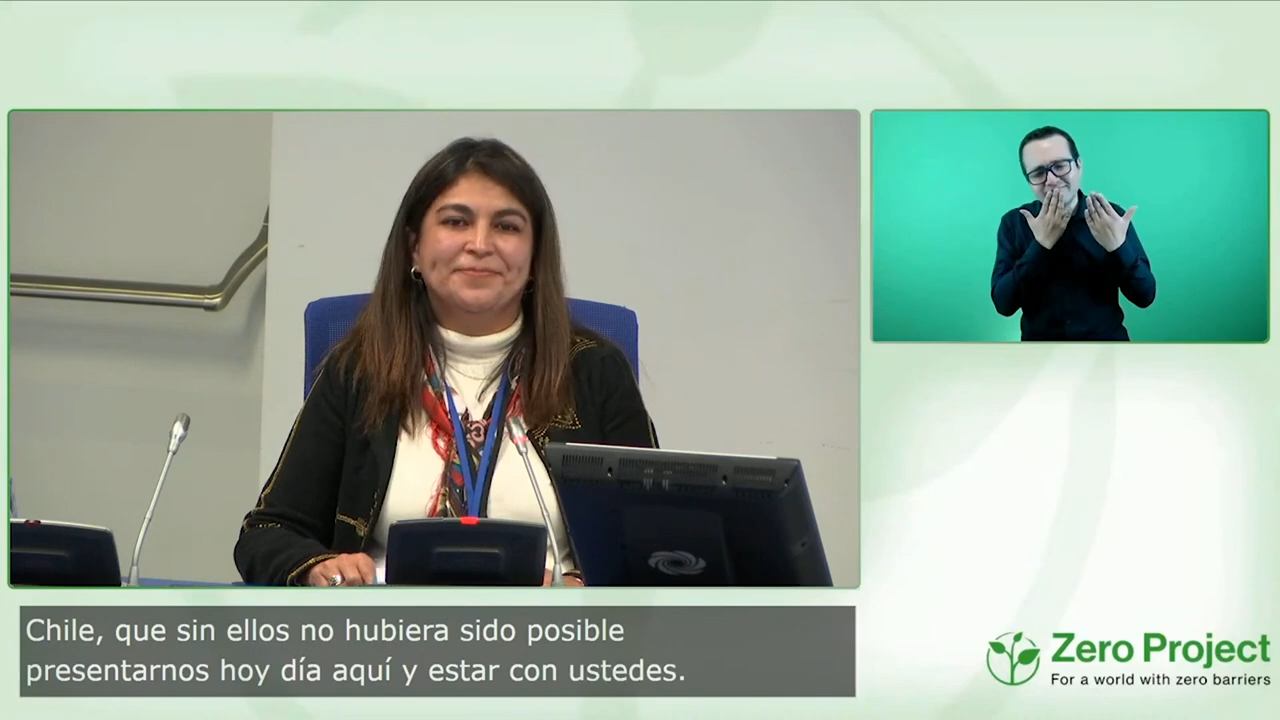 Chile, que sin ellos no hubiera sido posible
presentarnos hoy día aquí y estar con ustedes.
Zero Project
For a world with zero barriers